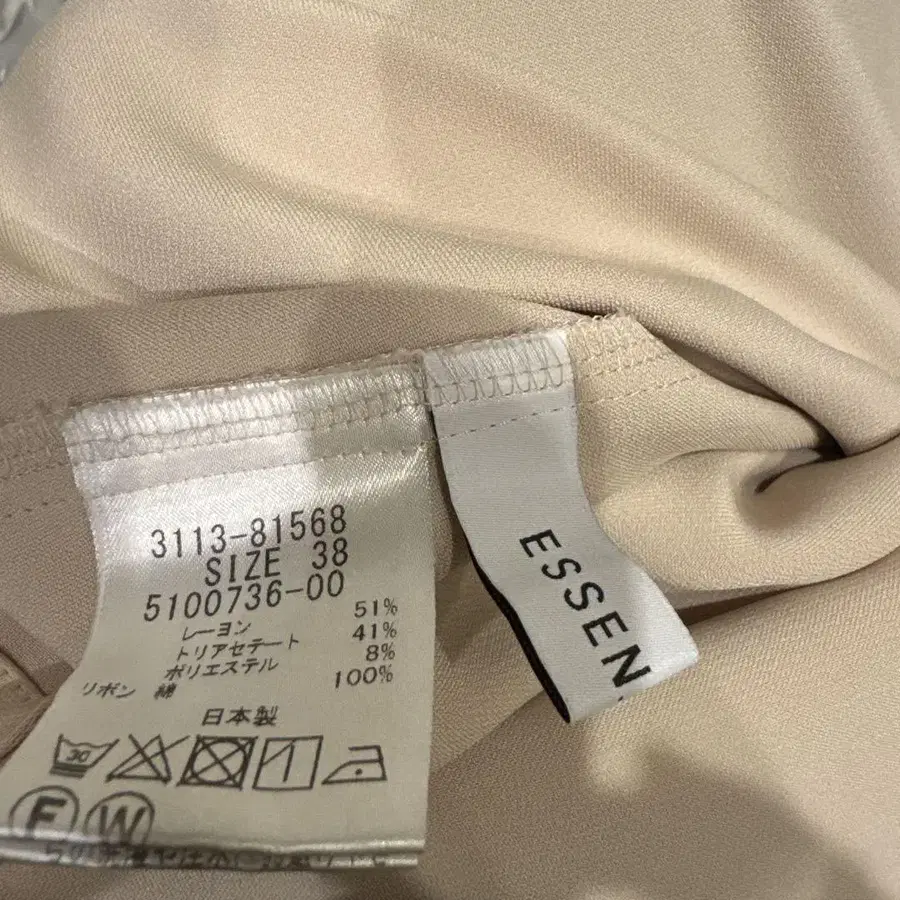 3113-81568
SIZE 38
5100736-00
レーヨン 51%
トリアセテート 41%
ポリエステル 8%
リボン 綿 100%
日本製
30
F W
ESSEN